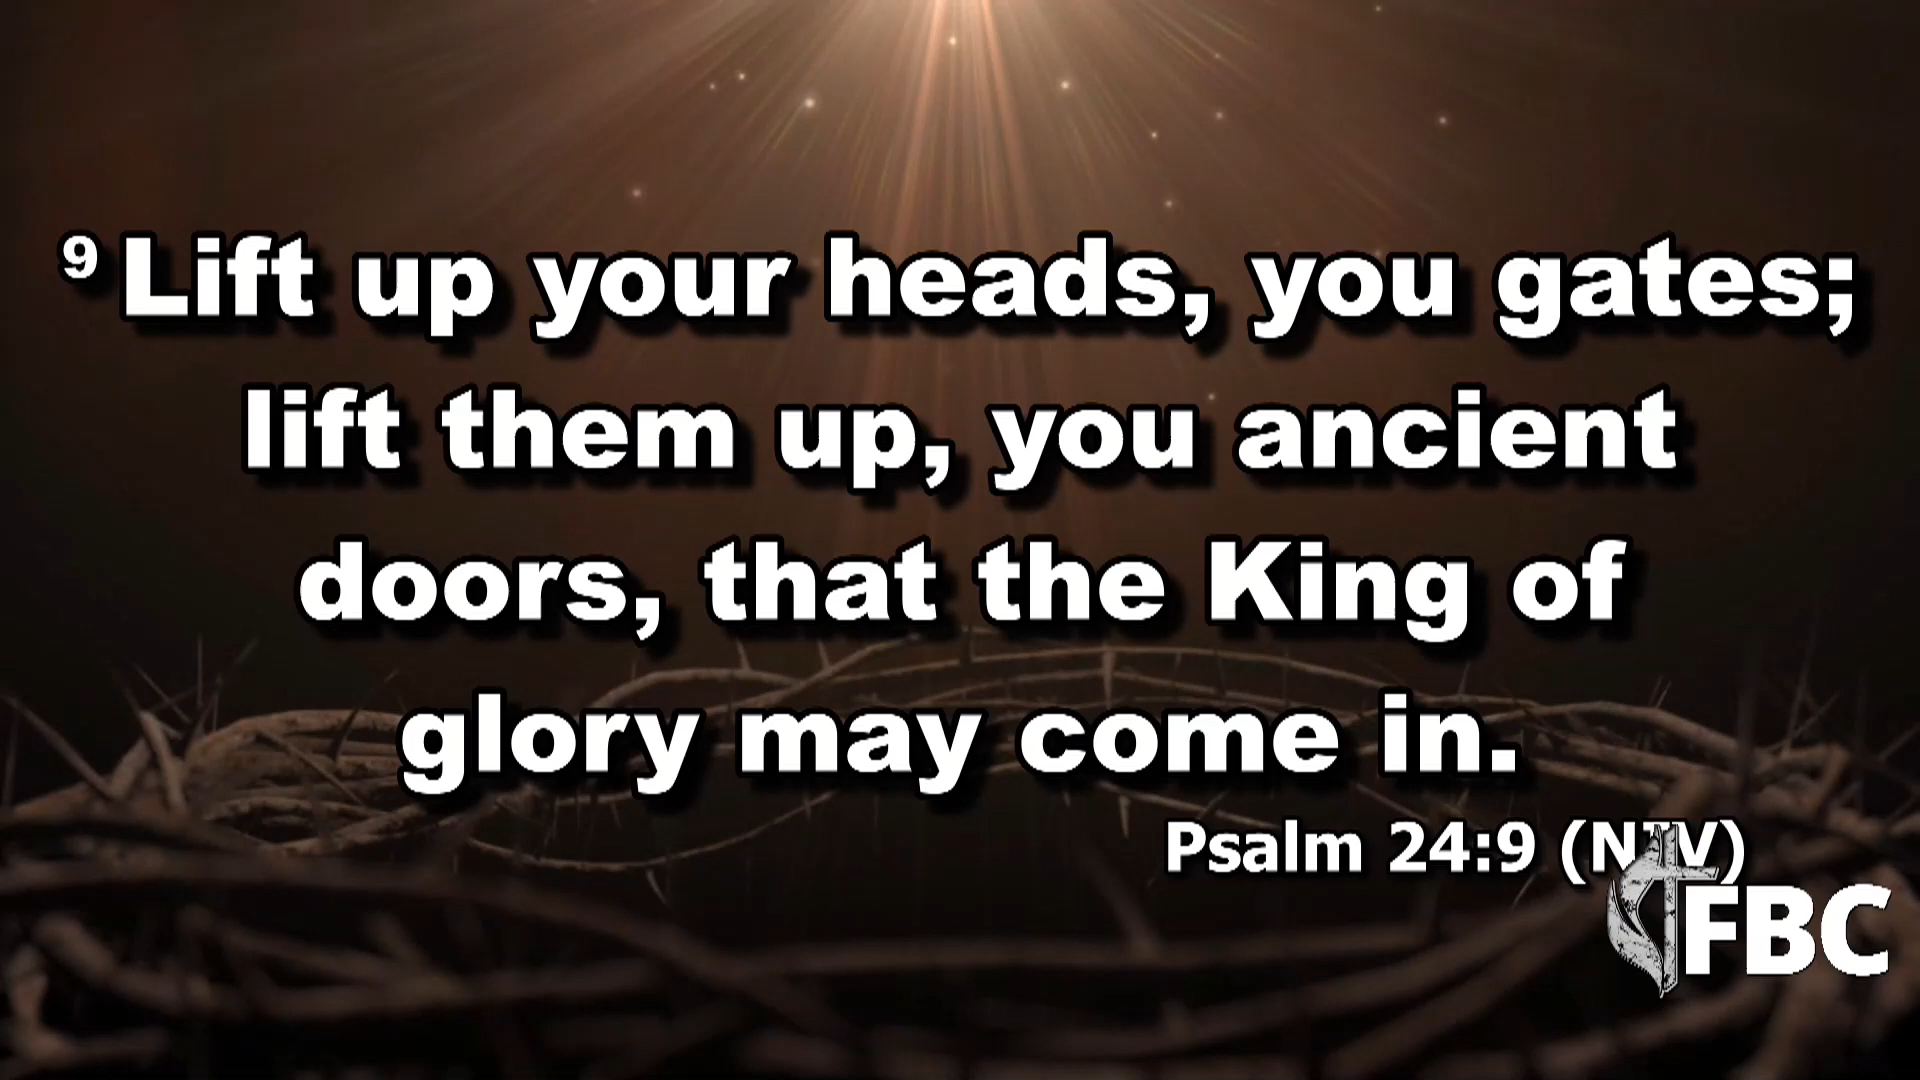 9 Lift up your heads, you gates;
lift them up, you ancient
doors, that the King of
glory may come in.
Psalm 24:9 (NIV)
FBC